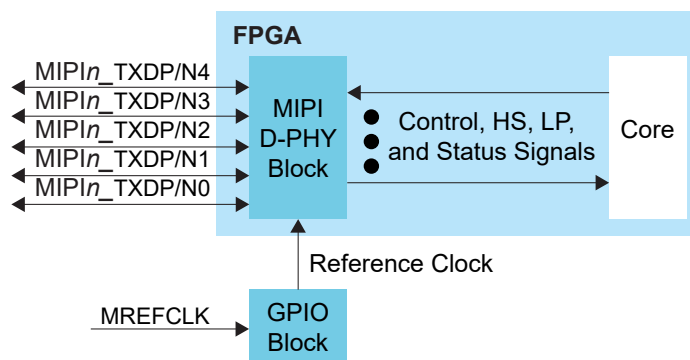 FPGA
MIPIn_TXDP/N4
MIPIn_TXDP/N3
MIPIn_TXDP/N2
MIPIn_TXDP/N1
MIPIn_TXDP/N0
MIPI
D-PHY
Block
Control, HS, LP,
and Status Signals
Core
Reference Clock
MREFCLK
GPIO
Block